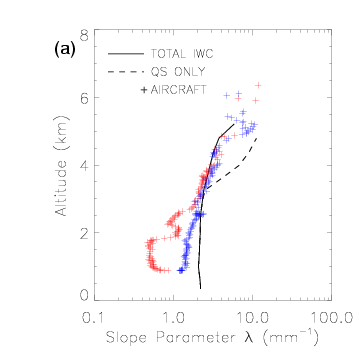 (a)
8
TOTAL IWC
QS ONLY
AIRCRAFT
6
4
2
0
Altitude (km)
0.1 1.0 10.0 100.0
Slope Parameter λ (mm⁻¹)